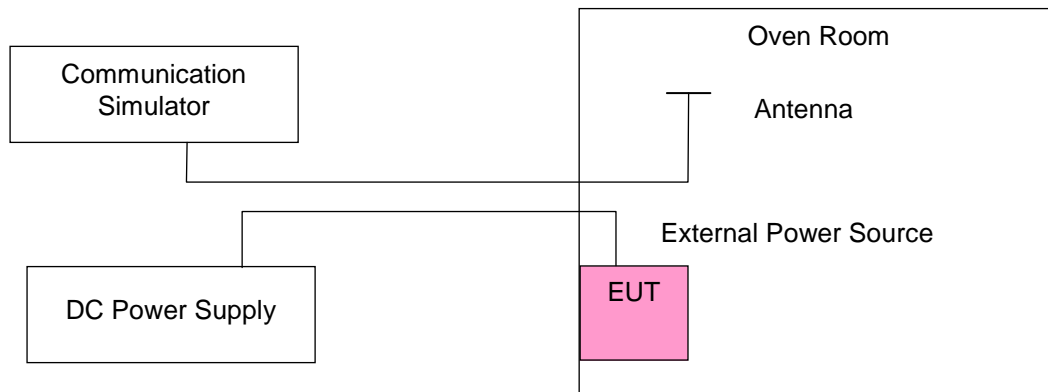 Oven Room
Communication
Simulator
Antenna
External Power Source
DC Power Supply
EUT